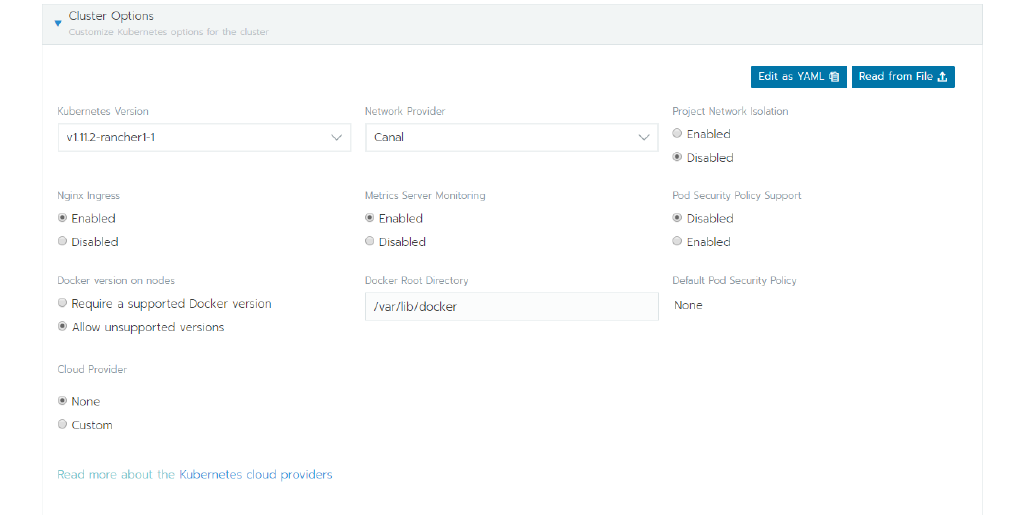 Cluster Options
Customize Kubernetes options for the cluster
Edit as YAML
Read from File
Kubernetes Version
Network Provider
Project Network Isolation
v1.11.2-rancher1-1
Canal
Enabled
Disabled
Nginx Ingress
Metrics Server Monitoring
Pod Security Policy Support
Enabled
Enabled
Disabled
Disabled
Disabled
Enabled
Docker version on nodes
Docker Root Directory
Default Pod Security Policy
Require a supported Docker version
/var/lib/docker
None
Allow unsupported versions
Cloud Provider
None
Custom
Read more about the Kubernetes cloud providers